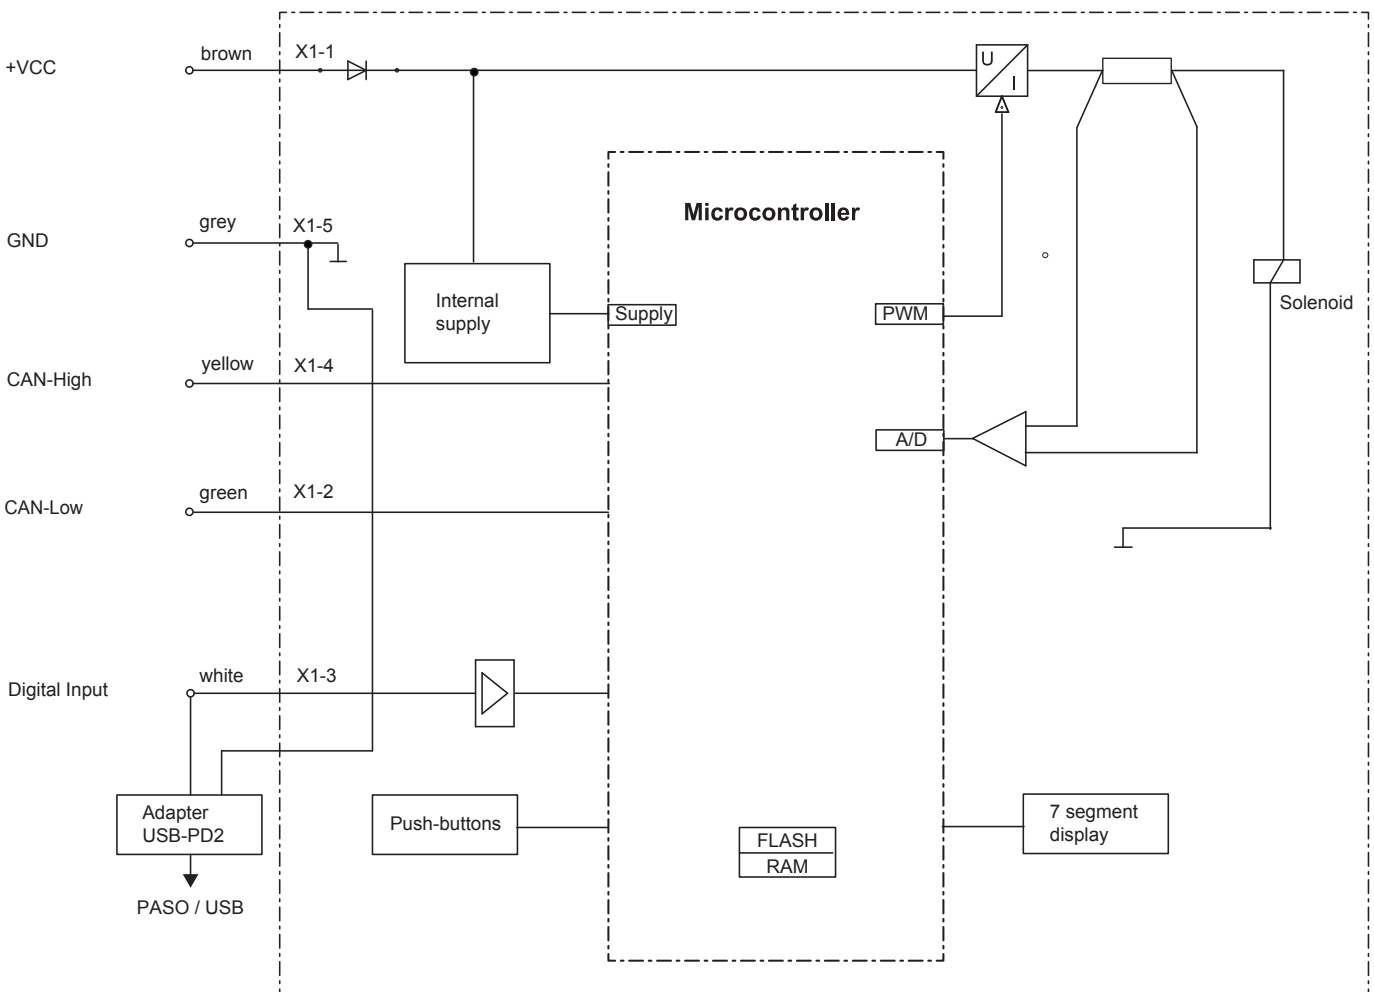 +VCC
brown
X1-1
U
I
Microcontroller
GND
grey
X1-5
Internal
supply
Supply
PWM
Solenoid
CAN-High
yellow
X1-4
A/D
CAN-Low
green
X1-2
Digital Input
white
X1-3
Adapter
USB-PD2
Push-buttons
FLASH
RAM
7 segment
display
PASO / USB